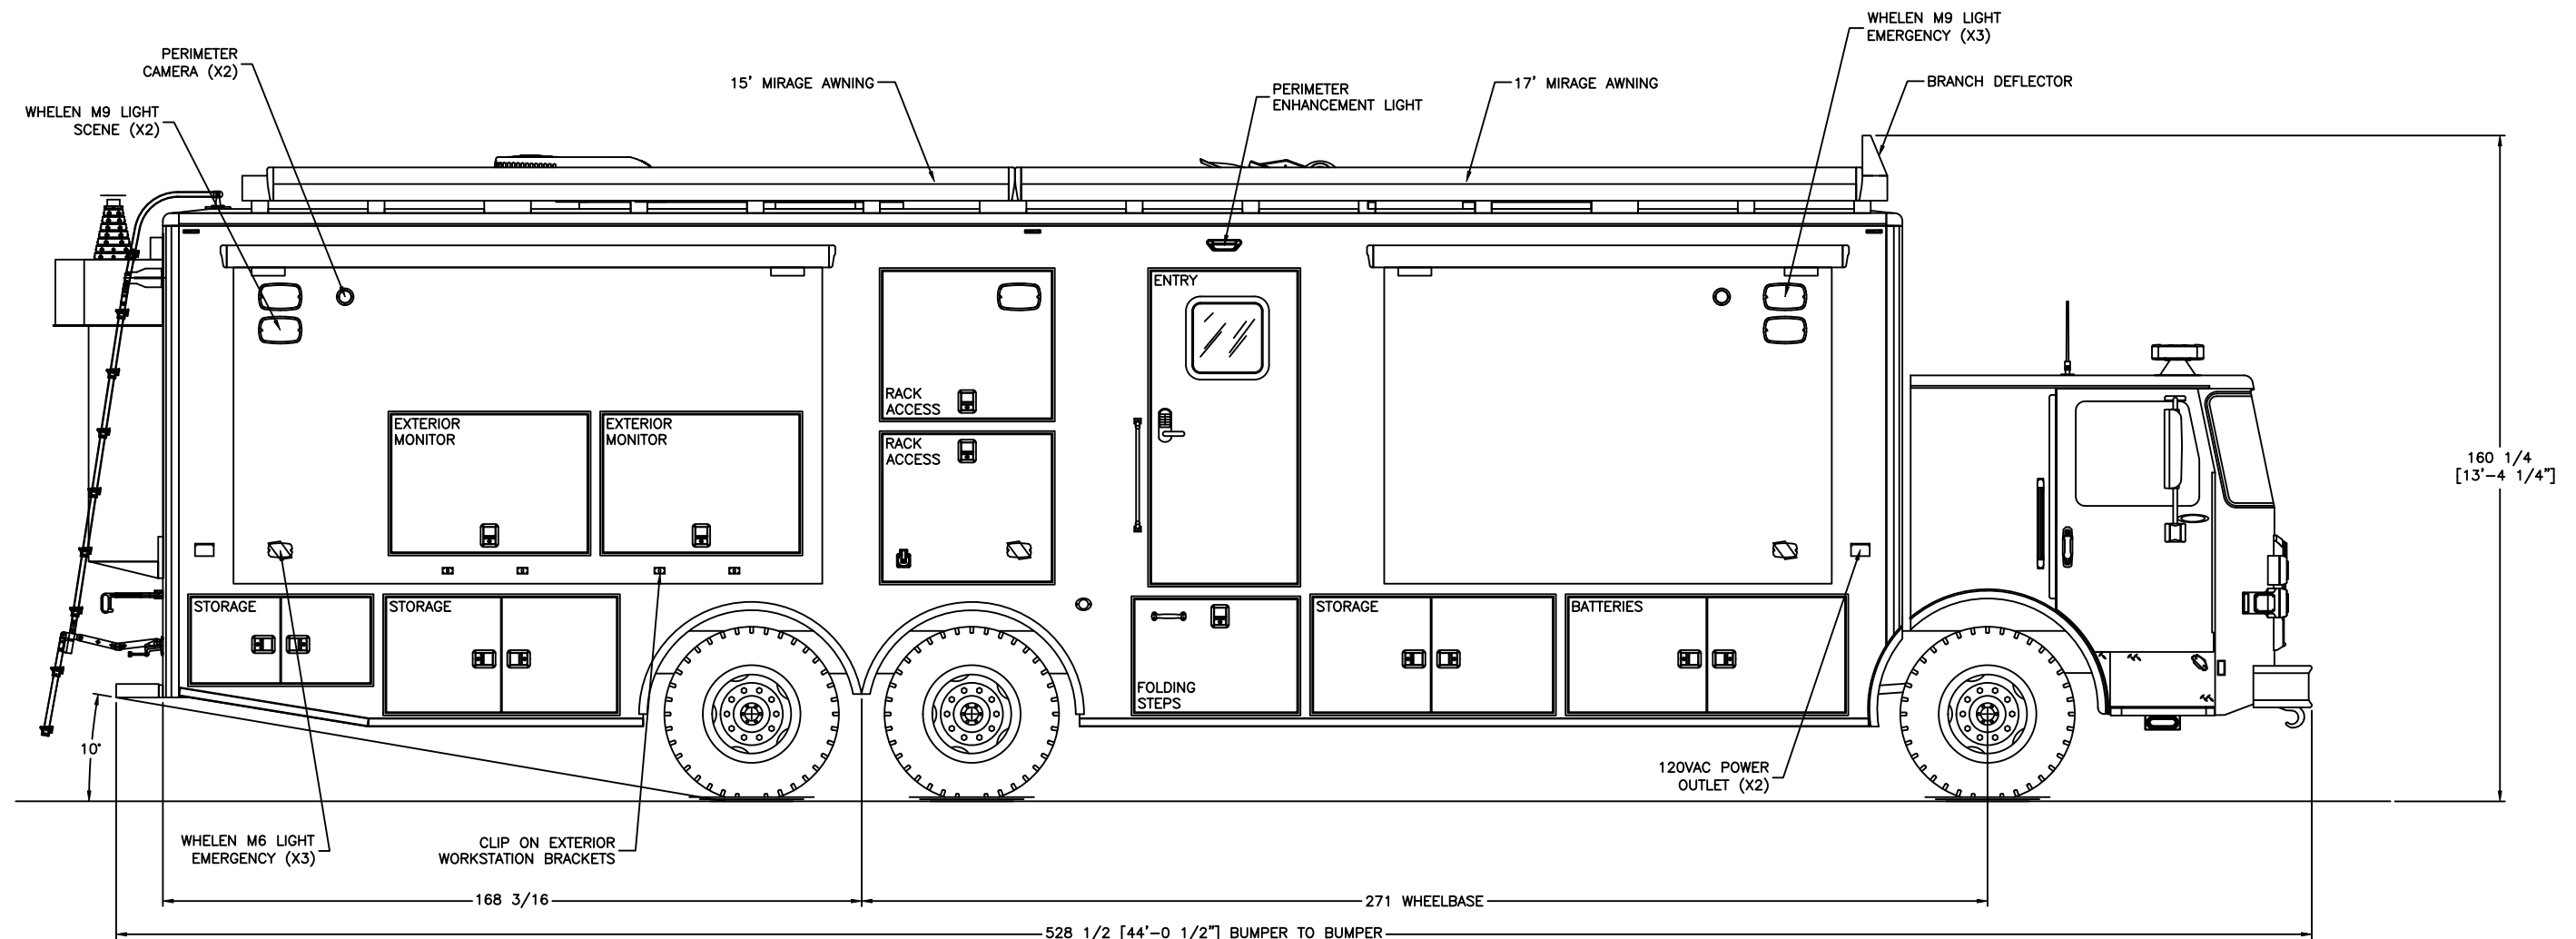 WHELEN M9 LIGHT
EMERGENCY (X3)
PERIMETER
CAMERA (X2)
15' MIRAGE AWNING
PERIMETER
ENHANCEMENT LIGHT
17' MIRAGE AWNING
BRANCH DEFLECTOR
WHELEN M9 LIGHT
SCENE (X2)
ENTRY
RACK
ACCESS
EXTERIOR
MONITOR
EXTERIOR
MONITOR
RACK
ACCESS
160 1/4
[13'-4 1/4"]
STORAGE
STORAGE
STORAGE
BATTERIES
FOLDING
STEPS
10°
120VAC POWER
OUTLET (X2)
WHELEN M6 LIGHT
EMERGENCY (X3)
CLIP ON EXTERIOR
WORKSTATION BRACKETS
168 3/16
271 WHEELBASE
528 1/2 [44'-0 1/2"] BUMPER TO BUMPER